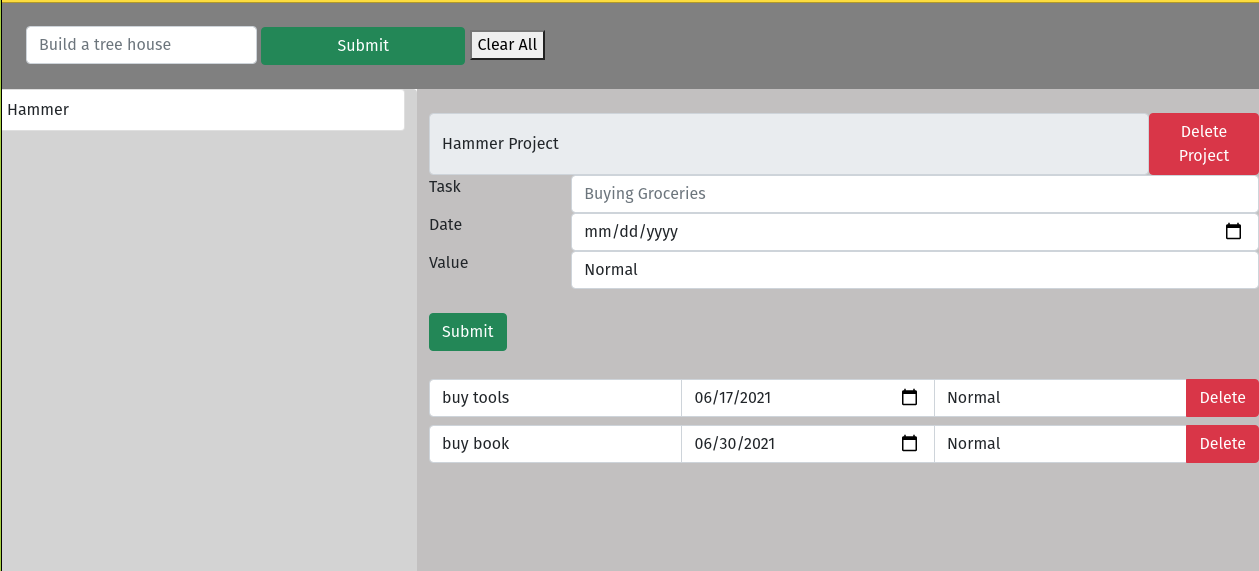 Build a tree house Submit Clear All
Hammer
Hammer Project Delete Project
Task Buying Groceries
Date mm/dd/yyyy
Value Normal
Submit
buy tools 06/17/2021 Normal Delete
buy book 06/30/2021 Normal Delete